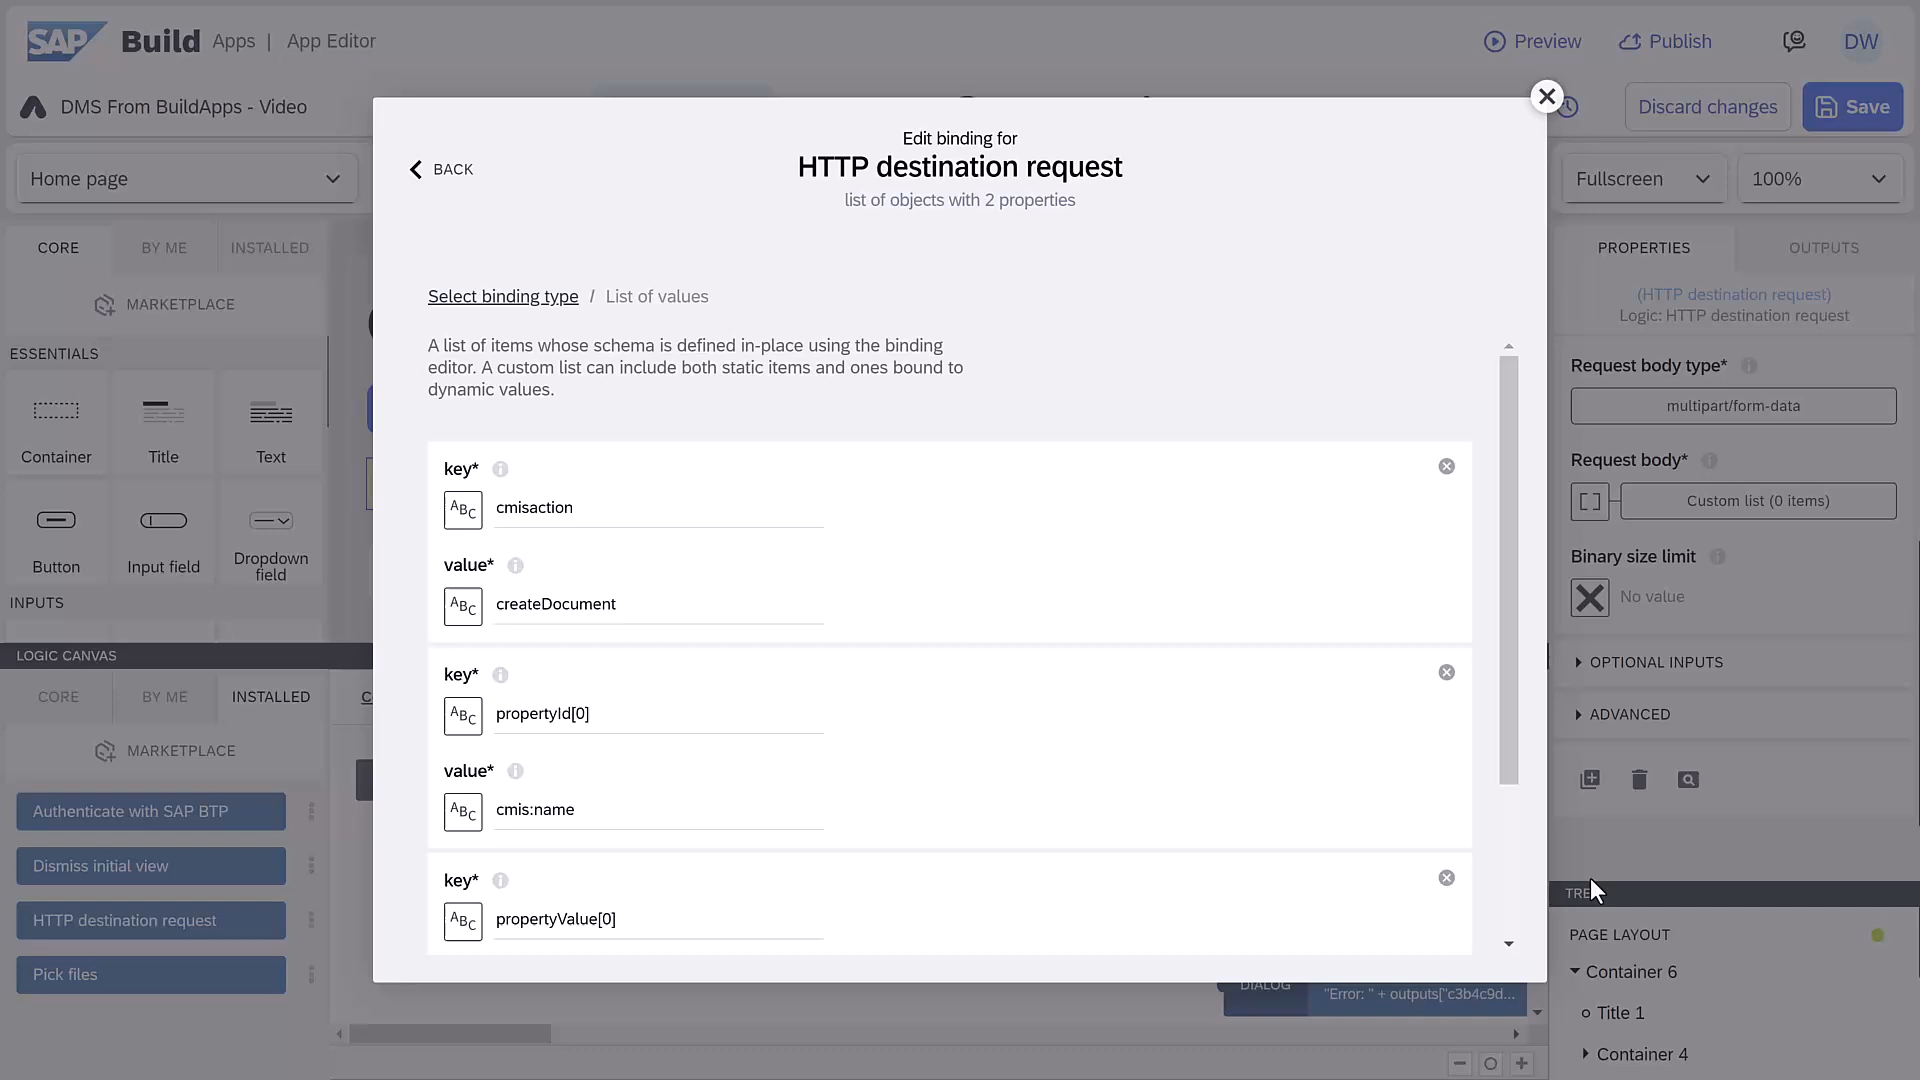 SAP Build Apps | App Editor
Preview
Publish
DW
DMS From BuildApps - Video
Discard changes
Save
Home page
Fullscreen
100%
CORE
BY ME
INSTALLED
MARKETPLACE
ESSENTIALS
Container
Title
Text
Button
Input field
Dropdown
field
INPUTS
LOGIC CANVAS
CORE
BY ME
INSTALLED
MARKETPLACE
Authenticate with SAP BTP
Dismiss initial view
HTTP destination request
Pick files
BACK
Edit binding for
HTTP destination request
list of objects with 2 properties
Select binding type / List of values
A list of items whose schema is defined in-place using the binding
editor. A custom list can include both static items and ones bound to
dynamic values.
key*
ABC cmisaction
value*
ABC createDocument
key*
ABC propertyId[0]
value*
ABC cmis:name
key*
ABC propertyValue[0]
DIALOG
"Error: " + outputs["c3b4c9d...
PROPERTIES
OUTPUTS
(HTTP destination request)
Logic: HTTP destination request
Request body type*
multipart/form-data
Request body*
Custom list (0 items)
Binary size limit
No value
OPTIONAL INPUTS
ADVANCED
PAGE LAYOUT
Container 6
Title 1
Container 4